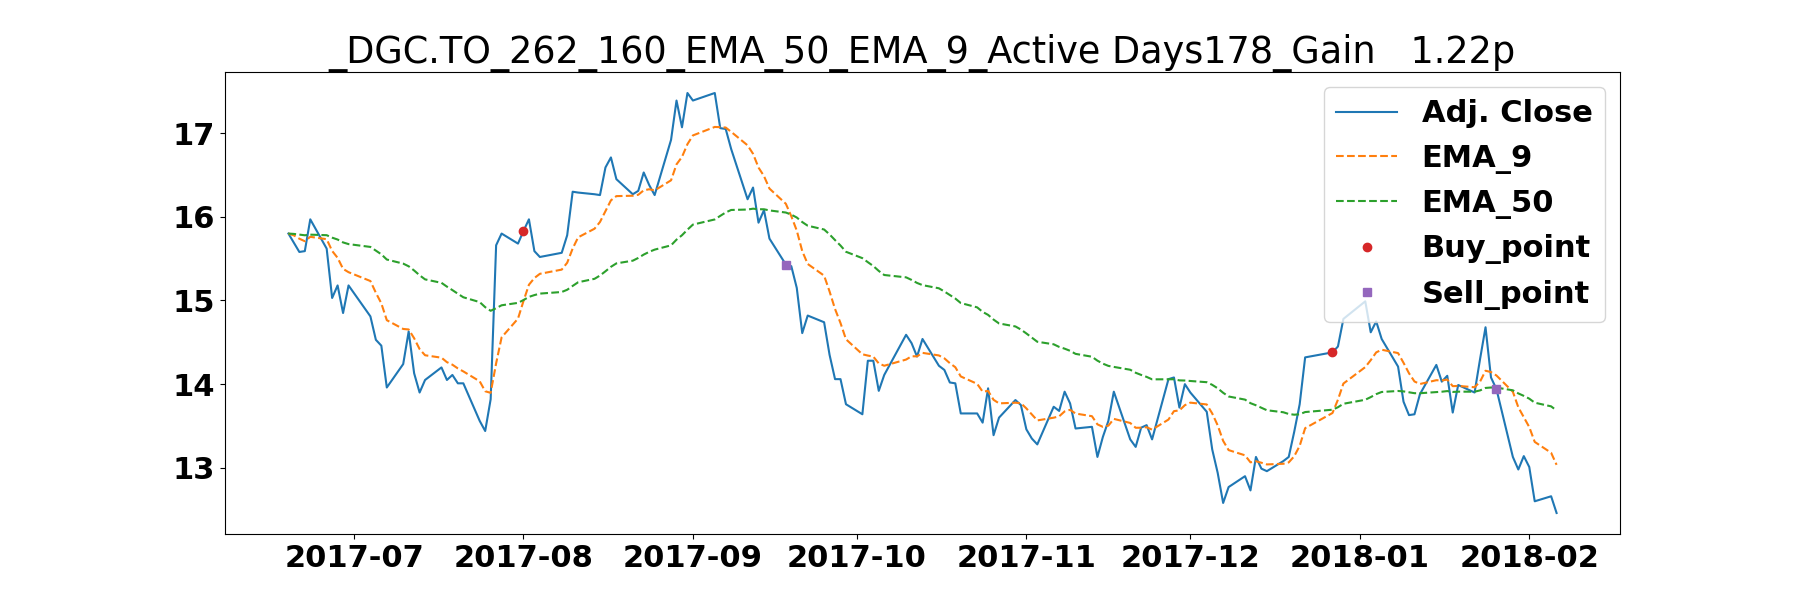 _DGC.TO_262_160_EMA_50_EMA_9_Active Days178_Gain   1.22p
17
16
15
14
13
Adj. Close
EMA_9
EMA_50
Buy_point
Sell_point
2017-07 2017-08 2017-09 2017-10 2017-11 2017-12 2018-01 2018-02